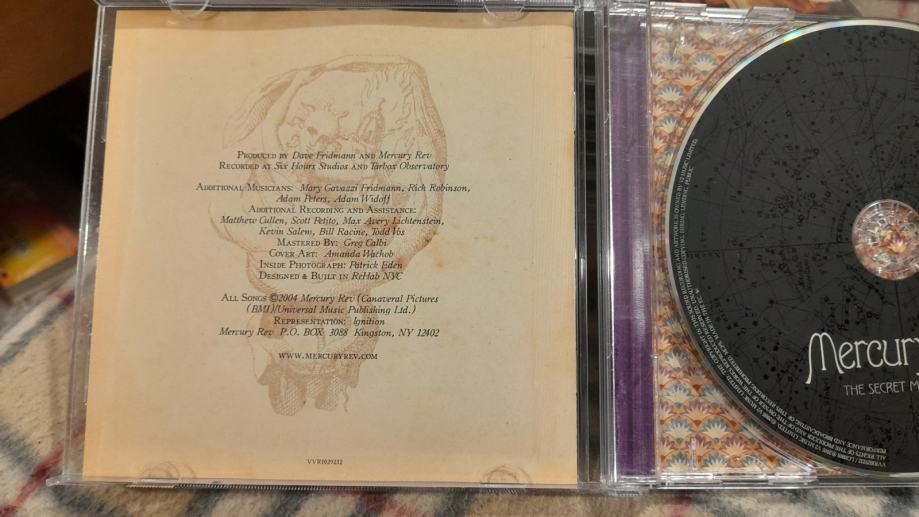 Produced by Dave Fridmann and Mercury Rev
Recorded at Six Hours Studios and Tarbox Observatory
Additional Musicians: Mary Gavazzi Fridmann, Rich Robinson,
Adam Peters, Adam Widoff
Additional Recording and Assistance:
Matthew Cullen, Scott Petito, Max Avery Lichtenstein,
Kevin Salem, Bill Racine, Todd Vos
Mastered By: Greg Calbi
Cover Art: Amanda Wachob
Inside Photograph: Patrick Eden
Designed & Built in ReHab NYC
All Songs ©2004 Mercury Rev (Canaveral Pictures
(BMI)/Universal Music Publishing Ltd.)
Representation: Ignition
Mercury Rev P.O. BOX 3088 Kingston, NY 12402
www.mercuryrev.com
VVR1029232
Mercury
THE SECRET M